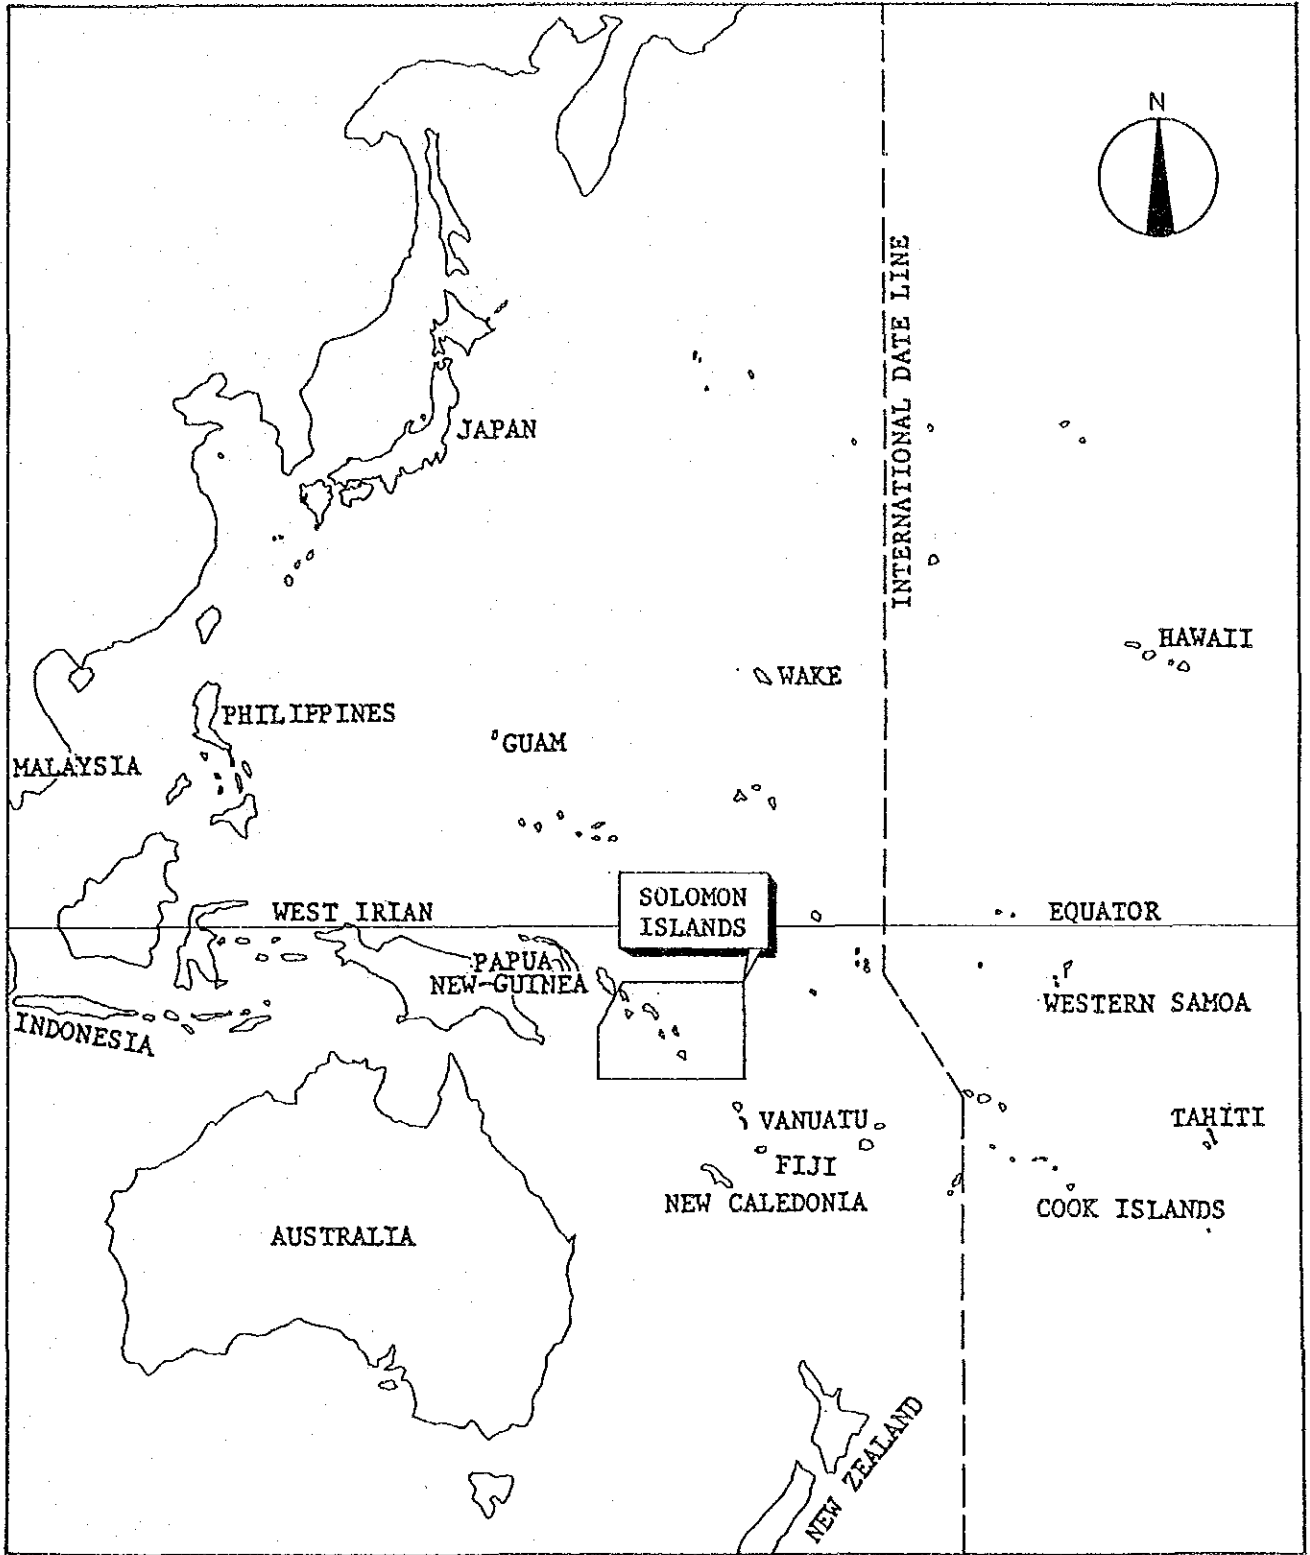 N
INTERNATIONAL DATE LINE
JAPAN
HAWAII
WAKE
PHILIPPINES
GUAM
MALAYSIA
SOLOMON
ISLANDS
WEST IRIAN
EQUATOR
PAPUA
NEW-GUINEA
WESTERN SAMOA
INDONESIA
VANUATU
TAHITI
FIJI
NEW CALEDONIA
COOK ISLANDS
AUSTRALIA
NEW ZEALAND